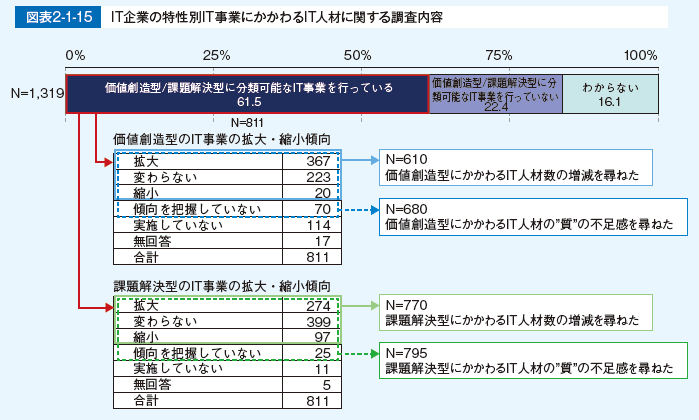 図表2-1-15 IT企業の特性別IT事業にかかわるIT人材に関する調査内容
0% 25% 50% 75% 100%
N=1,319
価値創造型/課題解決型に分類可能なIT事業を行っている
61.5
価値創造型/課題解決型に分
類可能なIT事業を行っていない
22.4
わからない
16.1
N=811
価値創造型のIT事業の拡大・縮小傾向
拡大 367
変わらない 223
縮小 20
傾向を把握していない 70
実施していない 114
無回答 17
合計 811
N=610
価値創造型にかかわるIT人材数の増減を尋ねた
N=680
価値創造型にかかわるIT人材の"質"の不足感を尋ねた
課題解決型のIT事業の拡大・縮小傾向
拡大 274
変わらない 399
縮小 97
傾向を把握していない 25
実施していない 11
無回答 5
合計 811
N=770
課題解決型にかかわるIT人材数の増減を尋ねた
N=795
課題解決型にかかわるIT人材の"質"の不足感を尋ねた